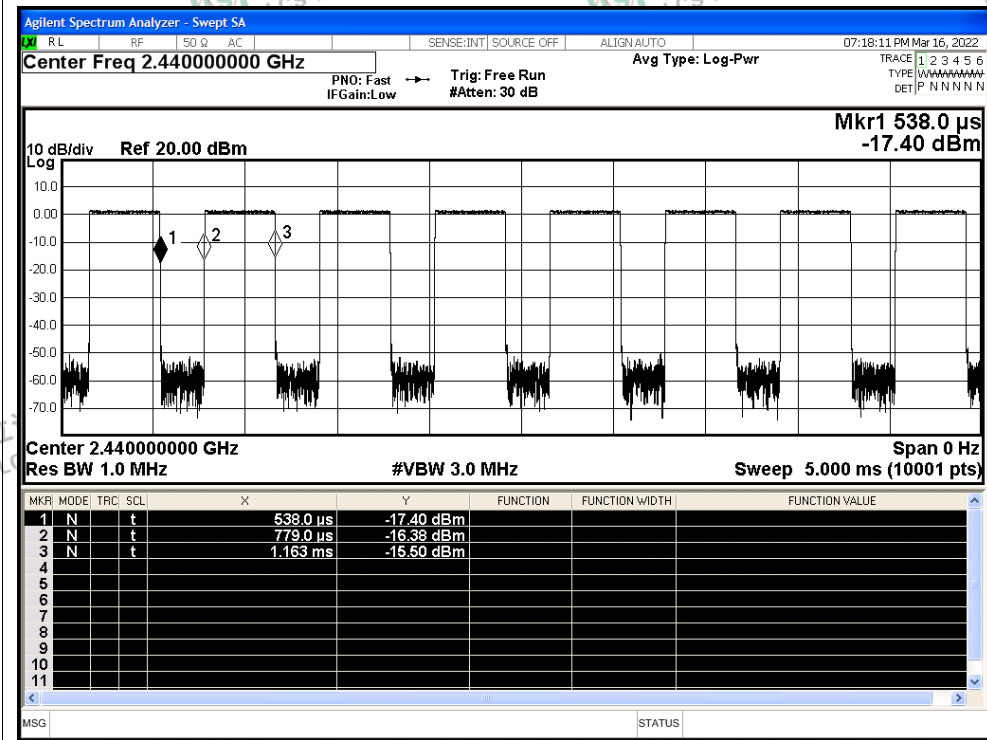 Agilent Spectrum Analyzer - Swept SA
LXI RL RF 50 Ω AC SENSE:INT SOURCE OFF ALIGNAUTO 07:18:11 PM Mar 16, 2022
Center Freq 2.440000000 GHz
PNO: Fast Trig: Free Run Avg Type: Log-Pwr TRACE 1 2 3 4 5 6
IFGain:Low #Atten: 30 dB TYPE
DET P N N N N N
Mkr1 538.0 µs
-17.40 dBm
10 dB/div Ref 20.00 dBm
Log
10.0
0.00
-10.0
-20.0
-30.0
-40.0
-50.0
-60.0
-70.0
1 2 3
Center 2.440000000 GHz Span 0 Hz
Res BW 1.0 MHz #VBW 3.0 MHz Sweep 5.000 ms (10001 pts)
MKR MODE TRC SCL X Y FUNCTION FUNCTION WIDTH FUNCTION VALUE
1 N t 538.0 µs -17.40 dBm
2 N t 779.0 µs -16.38 dBm
3 N t 1.163 ms -15.50 dBm
4
5
6
7
8
9
10
11
MSG STATUS